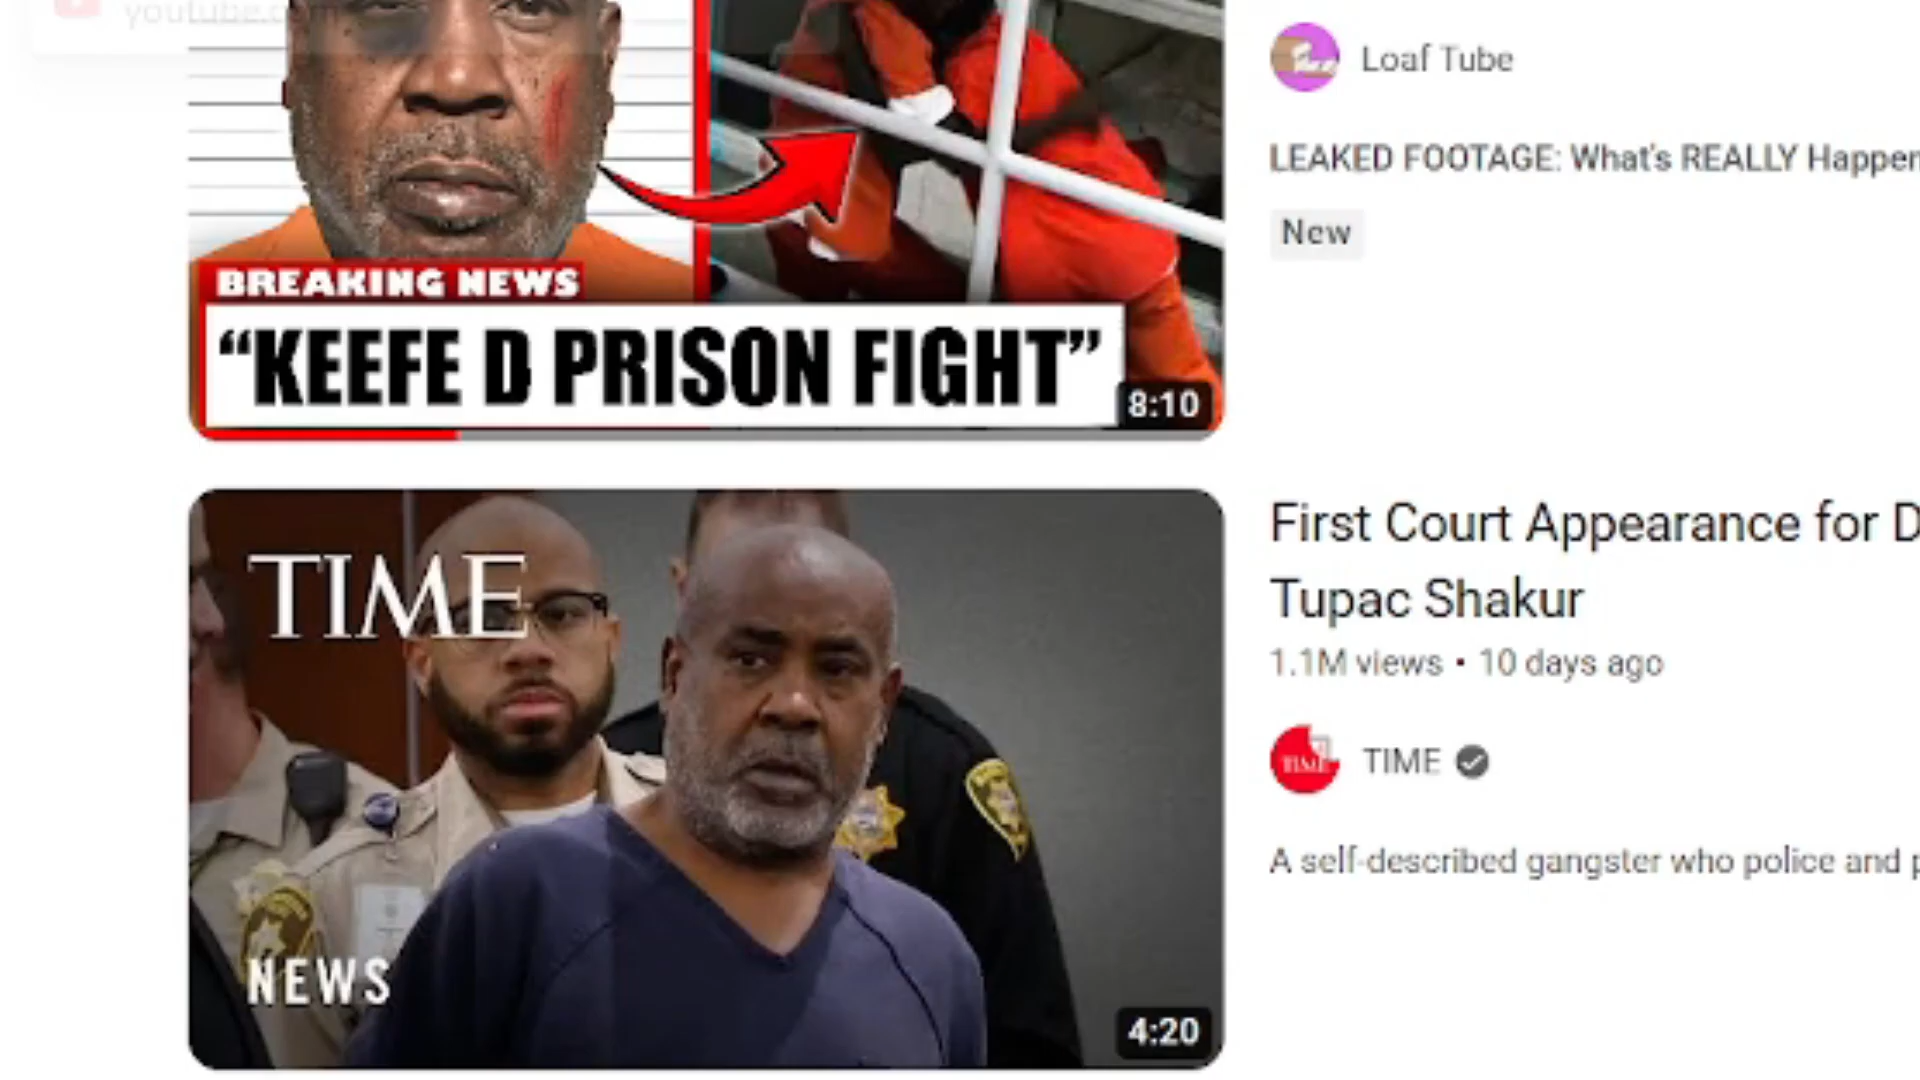 youtube.com
Loaf Tube
LEAKED FOOTAGE: What's REALLY Happen
New
BREAKING NEWS
“KEEFE D PRISON FIGHT”
8:10
TIME
NEWS
4:20
First Court Appearance for D
Tupac Shakur
1.1M views • 10 days ago
TIME
TIME
A self-described gangster who police and p